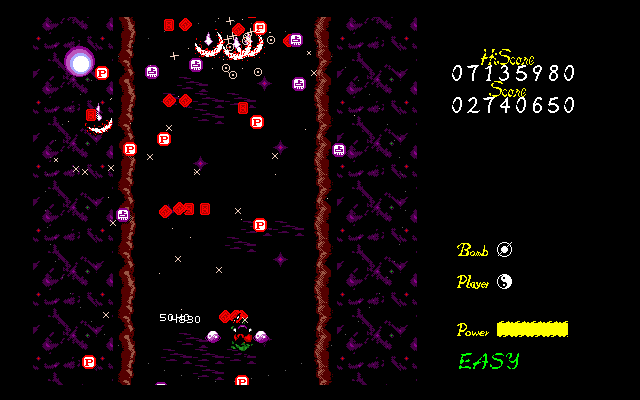 P
HiScore
07135980
P
Score
02740650
P
P
P
P
Bomb
Player
Power
EASY
P
P